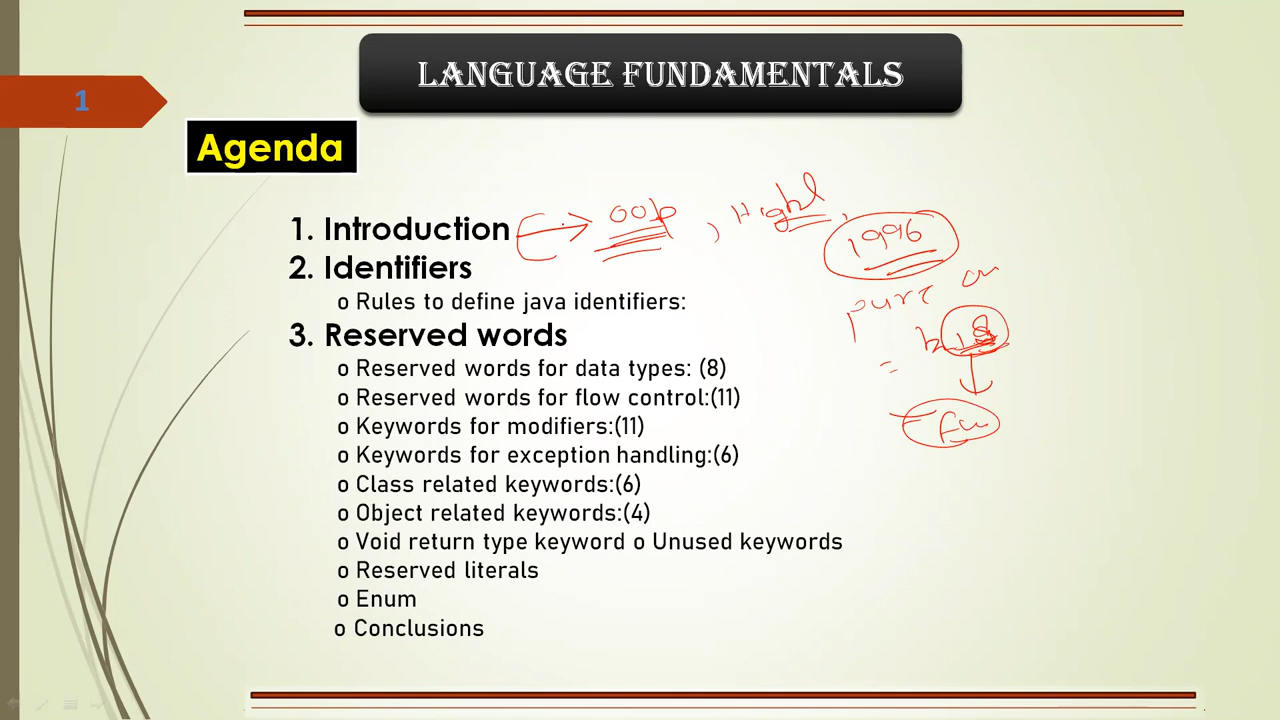 LANGUAGE FUNDAMENTALS
1
Agenda
1. Introduction
oop , High ,
1996
2. Identifiers
o Rules to define java identifiers:
pure
3. Reserved words
o Reserved words for data types: (8)
o Reserved words for flow control:(11)
o Keywords for modifiers:(11)
o Keywords for exception handling:(6)
o Class related keywords:(6)
o Object related keywords:(4)
o Void return type keyword o Unused keywords
o Reserved literals
o Enum
o Conclusions